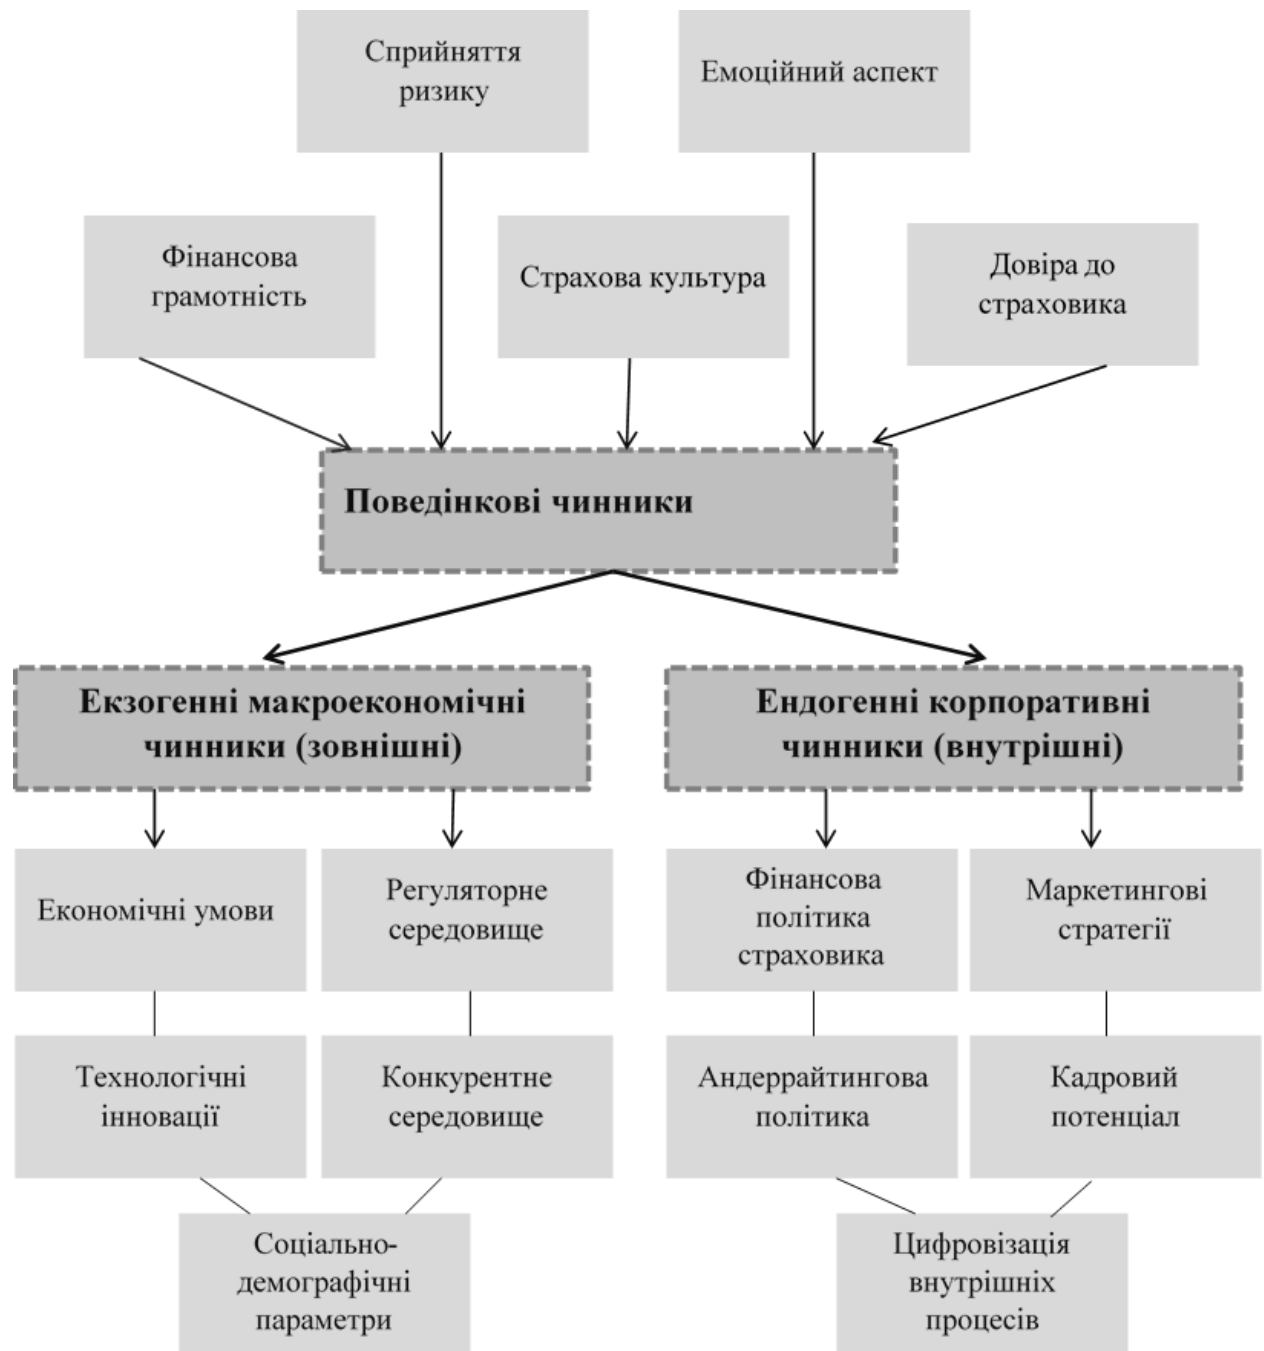 Сприйняття
ризику
Емоційний аспект
Фінансова
грамотність
Страхова культура
Довіра до
страховика
Поведінкові чинники
Екзогенні макроекономічні
чинники (зовнішні)
Ендогенні корпоративні
чинники (внутрішні)
Економічні умови
Регуляторне
середовище
Фінансова
політика
страховика
Маркетингові
стратегії
Технологічні
інновації
Конкурентне
середовище
Андеррайтингова
політика
Кадровий
потенціал
Соціально-
демографічні
параметри
Цифровізація
внутрішніх
процесів